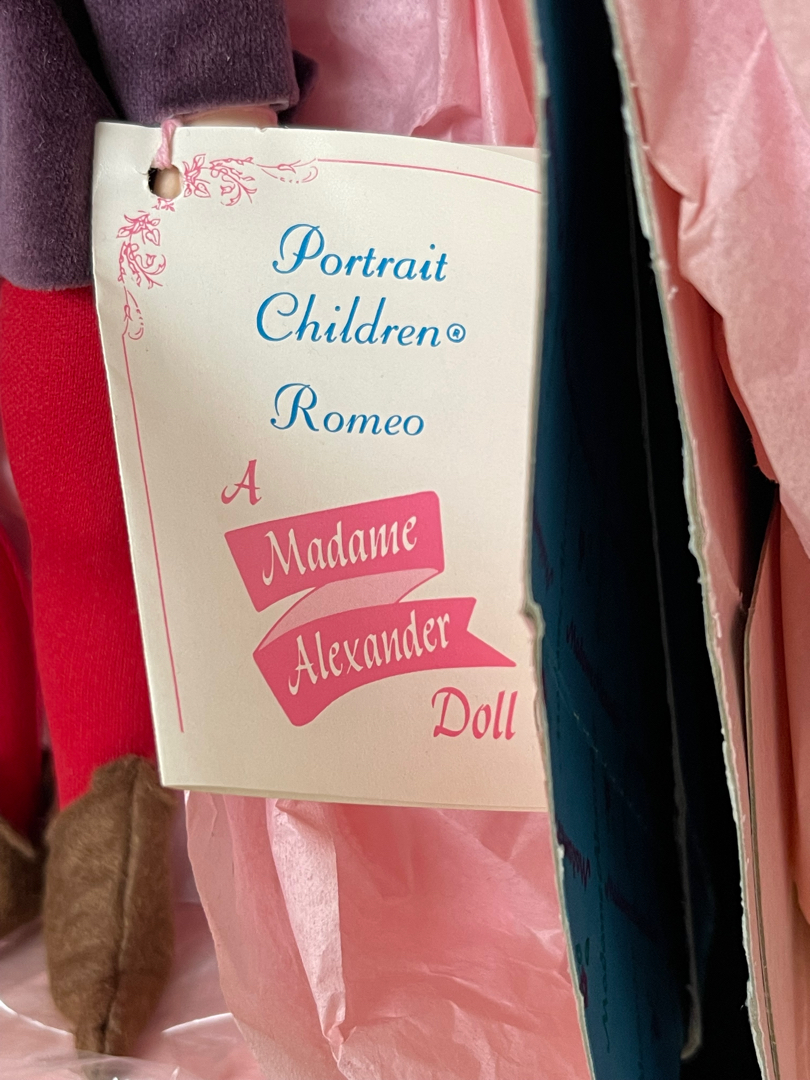 Portrait
Children®
Romeo
A
Madame
Alexander
Doll